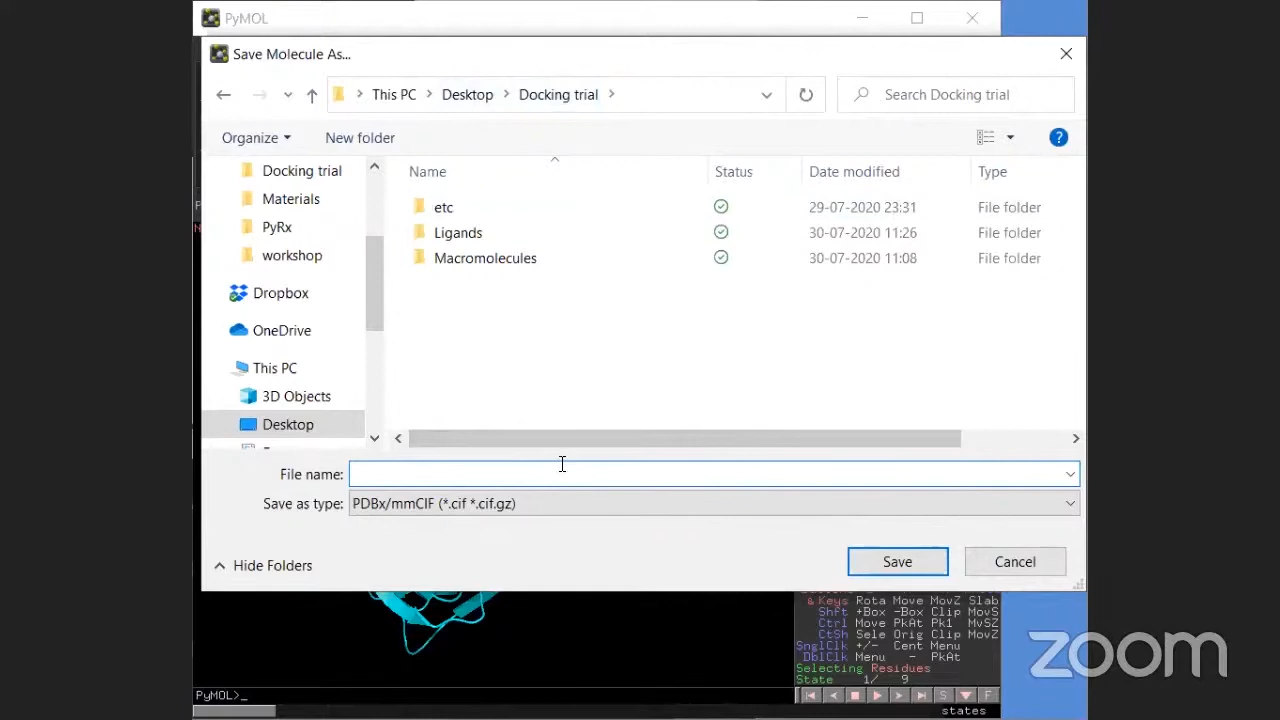 PyMOL
Save Molecule As...
This PC Desktop Docking trial
Search Docking trial
Organize New folder
Name Status Date modified Type
Docking trial
Materials
PyRx
workshop
Dropbox
OneDrive
This PC
3D Objects
Desktop
etc 29-07-2020 23:31 File folder
Ligands 30-07-2020 11:26 File folder
Macromolecules 30-07-2020 11:08 File folder
File name:
Save as type: PDBx/mmCIF (*.cif *.cif.gz)
Hide Folders
Save Cancel
& Keys Rota Move MovZ Slab
Shft +Box -Box Clip MovS
Ctrl Move PkAt Pk1 MvSZ
CtSh Sele Orig Clip MovZ
SnglClk +/- Cent Menu
DblClk Menu - PkAt
Selecting Residues
State 1/ 9
PyMOL>_
S F
states
zoom